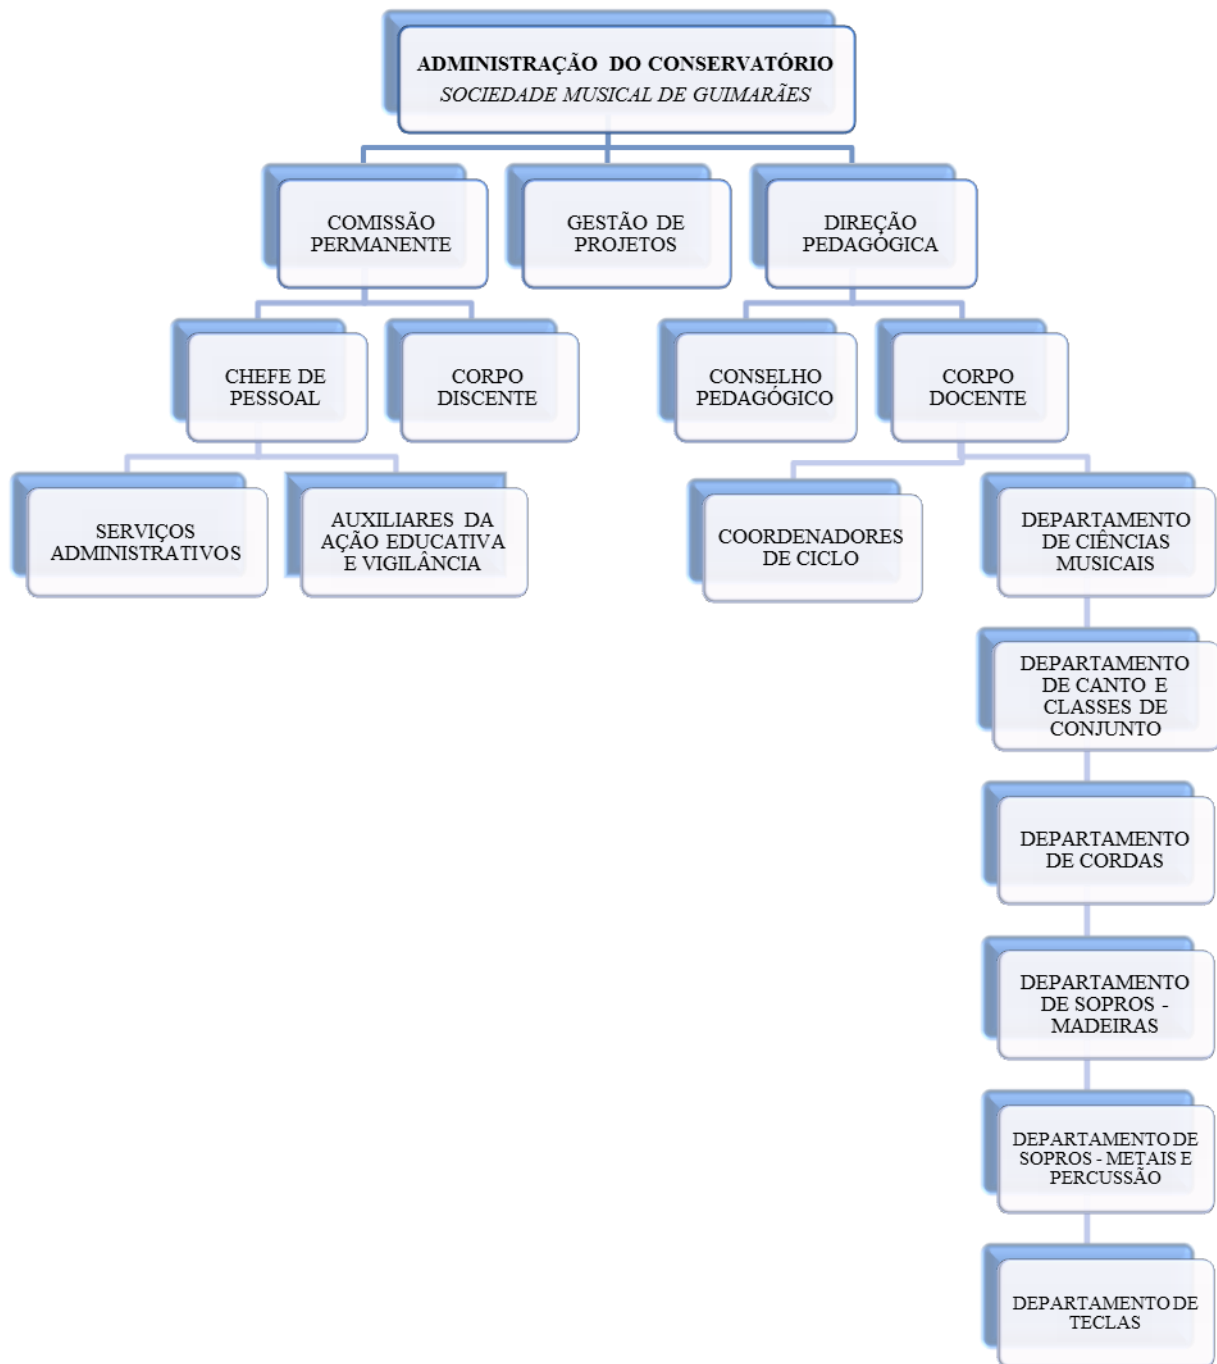 ADMINISTRAÇÃO DO CONSERVATÓRIO
SOCIEDADE MUSICAL DE GUIMARÃES
COMISSÃO
PERMANENTE
GESTÃO DE
PROJETOS
DIREÇÃO
PEDAGÓGICA
CHEFE DE
PESSOAL
CORPO
DISCENTE
CONSELHO
PEDAGÓGICO
CORPO
DOCENTE
SERVIÇOS
ADMINISTRATIVOS
AUXILIARES DA
AÇÃO EDUCATIVA
E VIGILÂNCIA
COORDENADORES
DE CICLO
DEPARTAMENTO
DE CIÊNCIAS
MUSICAIS
DEPARTAMENTO
DE CANTO E
CLASSES DE
CONJUNTO
DEPARTAMENTO
DE CORDAS
DEPARTAMENTO
DE SOPROS -
MADEIRAS
DEPARTAMENTO DE
SOPROS - METAIS E
PERCUSSÃO
DEPARTAMENTO DE
TECLAS